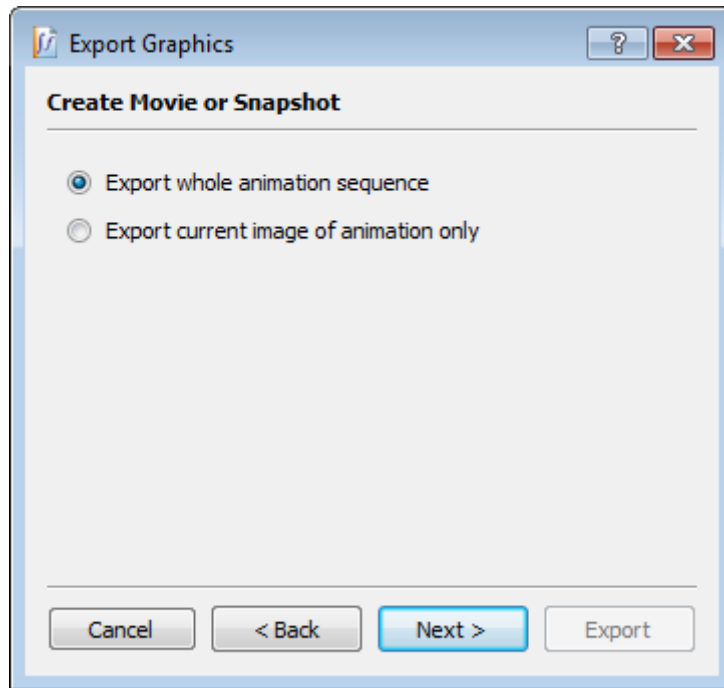 Export Graphics
Create Movie or Snapshot
Export whole animation sequence
Export current image of animation only
Cancel < Back Next > Export